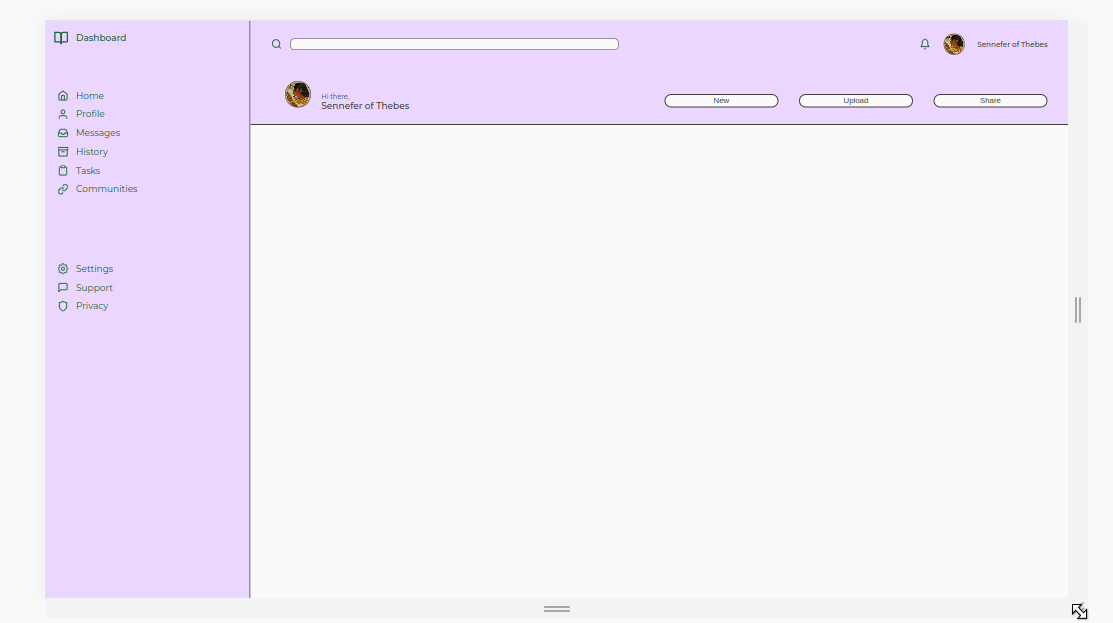 Dashboard
Home
Profile
Messages
History
Tasks
Communities
Settings
Support
Privacy
Sennefer of Thebes
Hi there,
Sennefer of Thebes
New
Upload
Share